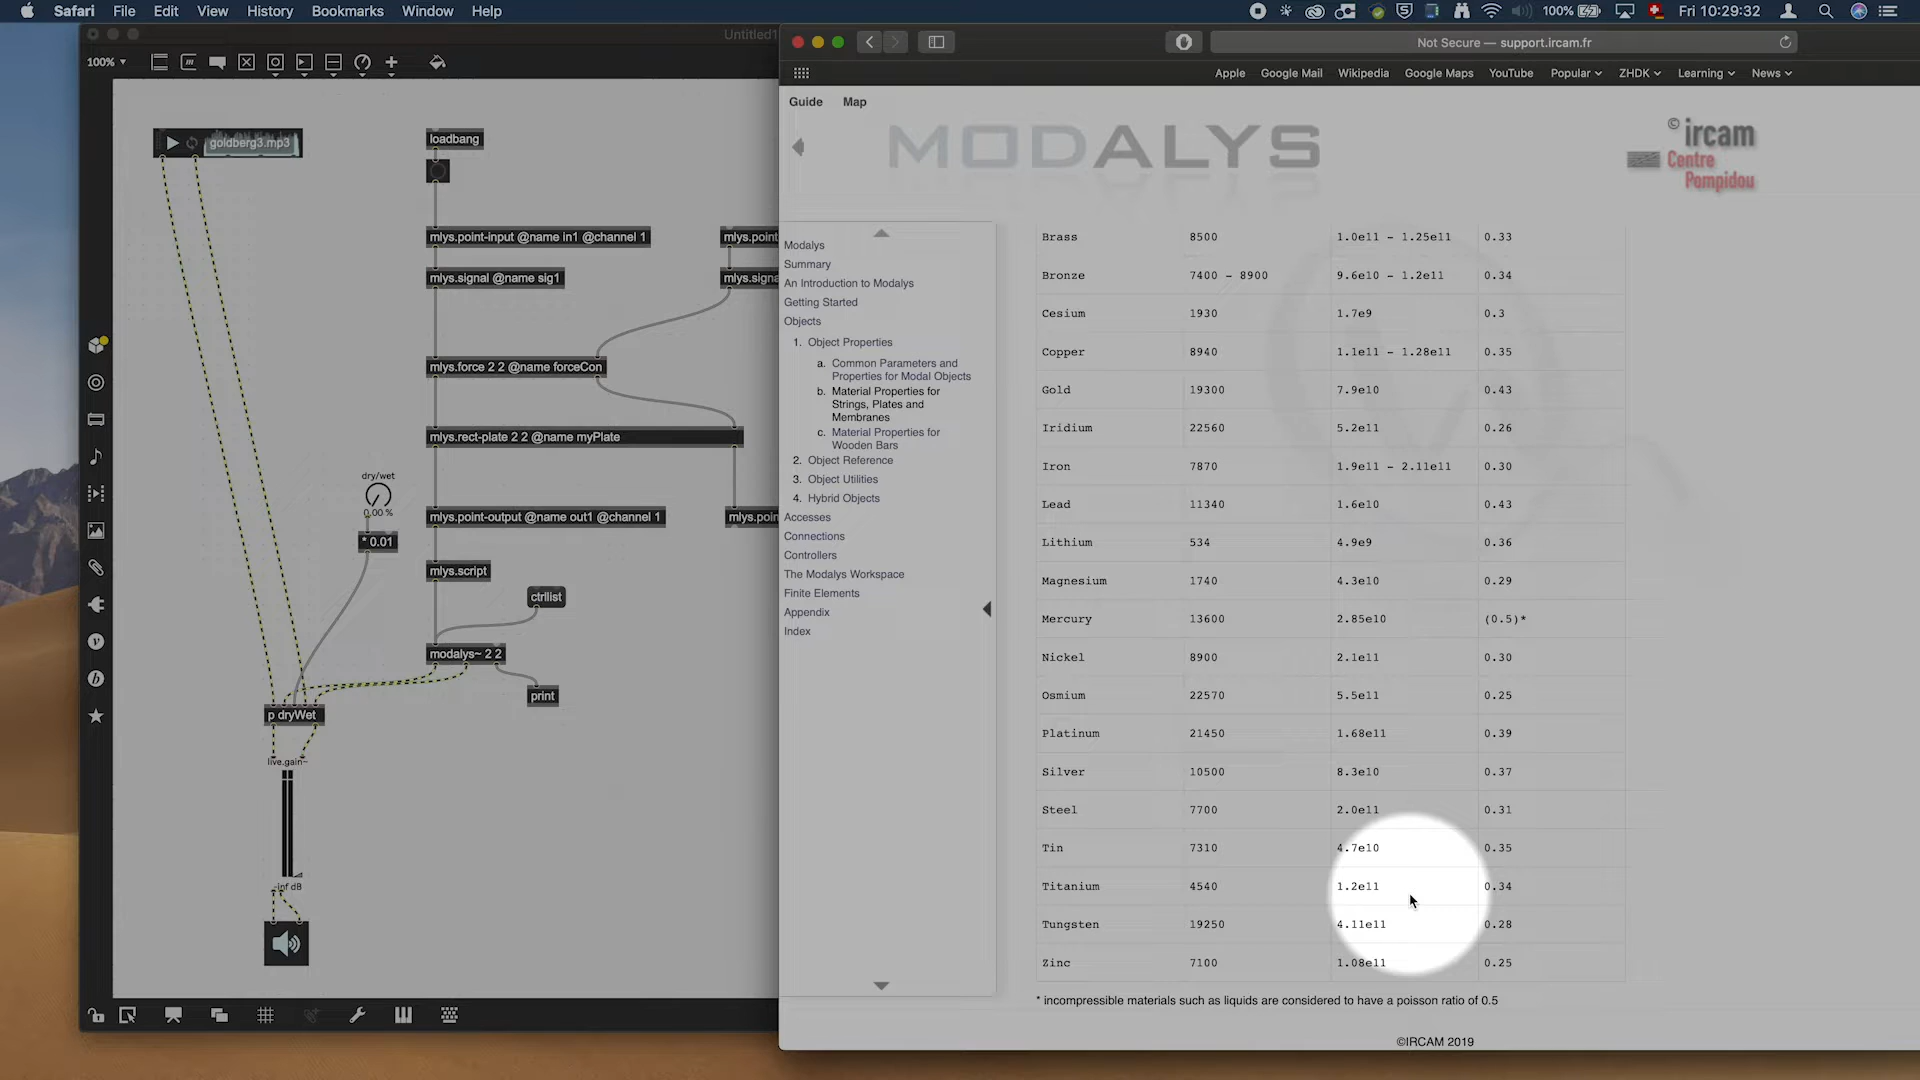 Safari File Edit View History Bookmarks Window Help 100% Fri 10:29:32
Untitled1
100%
goldberg3.mp3
loadbang
mlys.point-input @name in1 @channel 1
mlys.point
mlys.signal @name sig1
mlys.signa
mlys.force 2 2 @name forceCon
mlys.rect-plate 2 2 @name myPlate
dry/wet
0.00 %
* 0.01
mlys.point-output @name out1 @channel 1
mlys.poin
mlys.script
ctrllist
modalys~ 2 2
print
p dryWet
live.gain~
-inf dB
Not Secure — support.ircam.fr
Apple Google Mail Wikipedia Google Maps YouTube Popular ZHDK Learning News
Guide Map
MODALYS
© ircam
Centre
Pompidou
Modalys
Summary
An Introduction to Modalys
Getting Started
Objects
1. Object Properties
a. Common Parameters and
Properties for Modal Objects
b. Material Properties for
Strings, Plates and
Membranes
c. Material Properties for
Wooden Bars
2. Object Reference
3. Object Utilities
4. Hybrid Objects
Accesses
Connections
Controllers
The Modalys Workspace
Finite Elements
Appendix
Index
Brass 8500 1.0e11 - 1.25e11 0.33
Bronze 7400 - 8900 9.6e10 - 1.2e11 0.34
Cesium 1930 1.7e9 0.3
Copper 8940 1.1e11 - 1.28e11 0.35
Gold 19300 7.9e10 0.43
Iridium 22560 5.2e11 0.26
Iron 7870 1.9e11 - 2.11e11 0.30
Lead 11340 1.6e10 0.43
Lithium 534 4.9e9 0.36
Magnesium 1740 4.3e10 0.29
Mercury 13600 2.85e10 (0.5)*
Nickel 8900 2.1e11 0.30
Osmium 22570 5.5e11 0.25
Platinum 21450 1.68e11 0.39
Silver 10500 8.3e10 0.37
Steel 7700 2.0e11 0.31
Tin 7310 4.7e10 0.35
Titanium 4540 1.2e11 0.34
Tungsten 19250 4.11e11 0.28
Zinc 7100 1.08e11 0.25
* incompressible materials such as liquids are considered to have a poisson ratio of 0.5
©IRCAM 2019